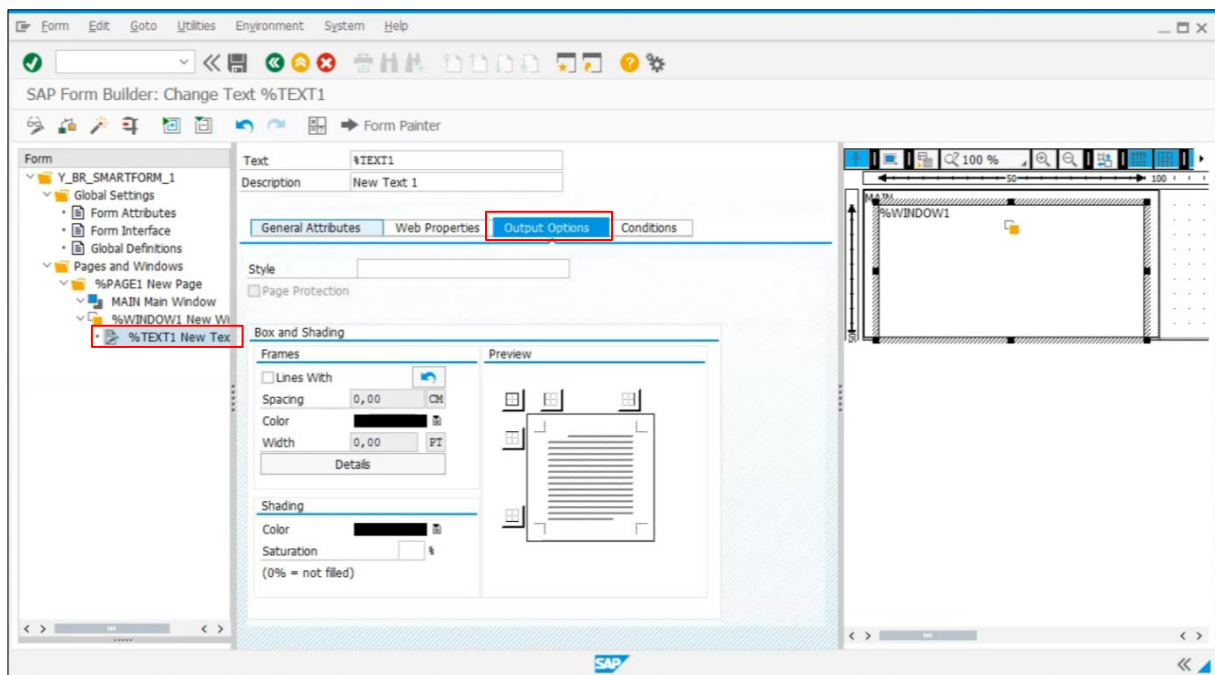 Form Edit Goto Utilities Environment System Help
SAP Form Builder: Change Text %TEXT1
Form Painter
Form
Y_BR_SMARTFORM_1
Global Settings
Form Attributes
Form Interface
Global Definitions
Pages and Windows
%PAGE1 New Page
MAIN Main Window
%WINDOW1 New Wi
%TEXT1 New Tex
Text %TEXT1
Description New Text 1
General Attributes Web Properties Output Options Conditions
Style
Page Protection
Box and Shading
Frames
Lines With
Spacing 0,00 CM
Color
Width 0,00 PT
Details
Preview
Shading
Color
Saturation %
(0% = not filled)
100 %
50 100
MAIN
%WINDOW1
50
SAP